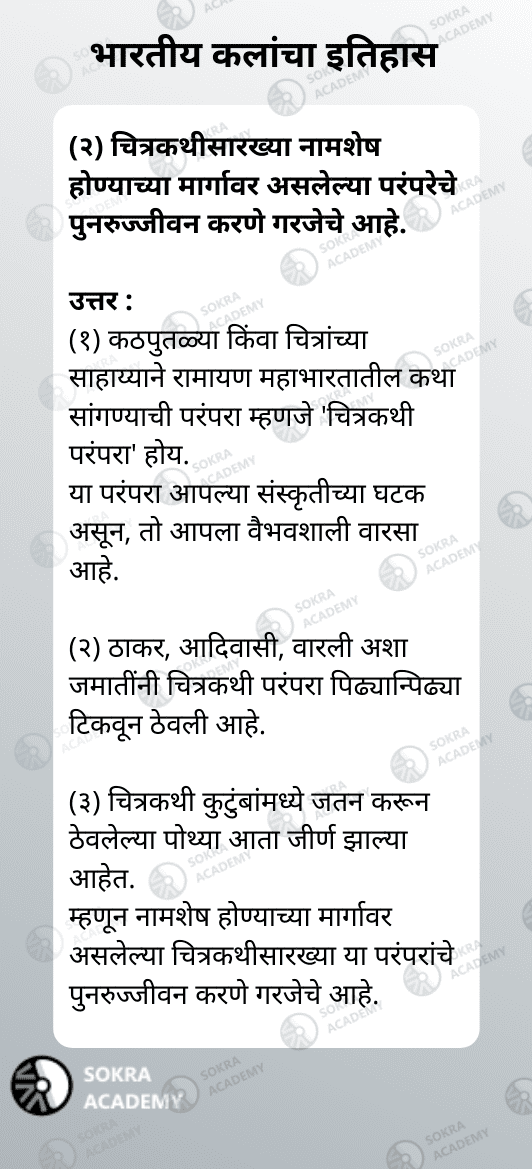 भारतीय कलांचा इतिहास
(२) चित्रकथीसारख्या नामशेष
होण्याच्या मार्गावर असलेल्या परंपरेचे
पुनरुज्जीवन करणे गरजेचे आहे.
उत्तर :
(१) कठपुतळ्या किंवा चित्रांच्या
साहाय्याने रामायण महाभारतातील कथा
सांगण्याची परंपरा म्हणजे 'चित्रकथी
परंपरा' होय.
या परंपरा आपल्या संस्कृतीच्या घटक
असून, तो आपला वैभवशाली वारसा
आहे.
(२) ठाकर, आदिवासी, वारली अशा
जमातींनी चित्रकथी परंपरा पिढ्यान्पिढ्या
टिकवून ठेवली आहे.
(३) चित्रकथी कुटुंबांमध्ये जतन करून
ठेवलेल्या पोथ्या आता जीर्ण झाल्या
आहेत.
म्हणून नामशेष होण्याच्या मार्गावर
असलेल्या चित्रकथीसारख्या या परंपरांचे
पुनरुज्जीवन करणे गरजेचे आहे.
SOKRA
ACADEMY